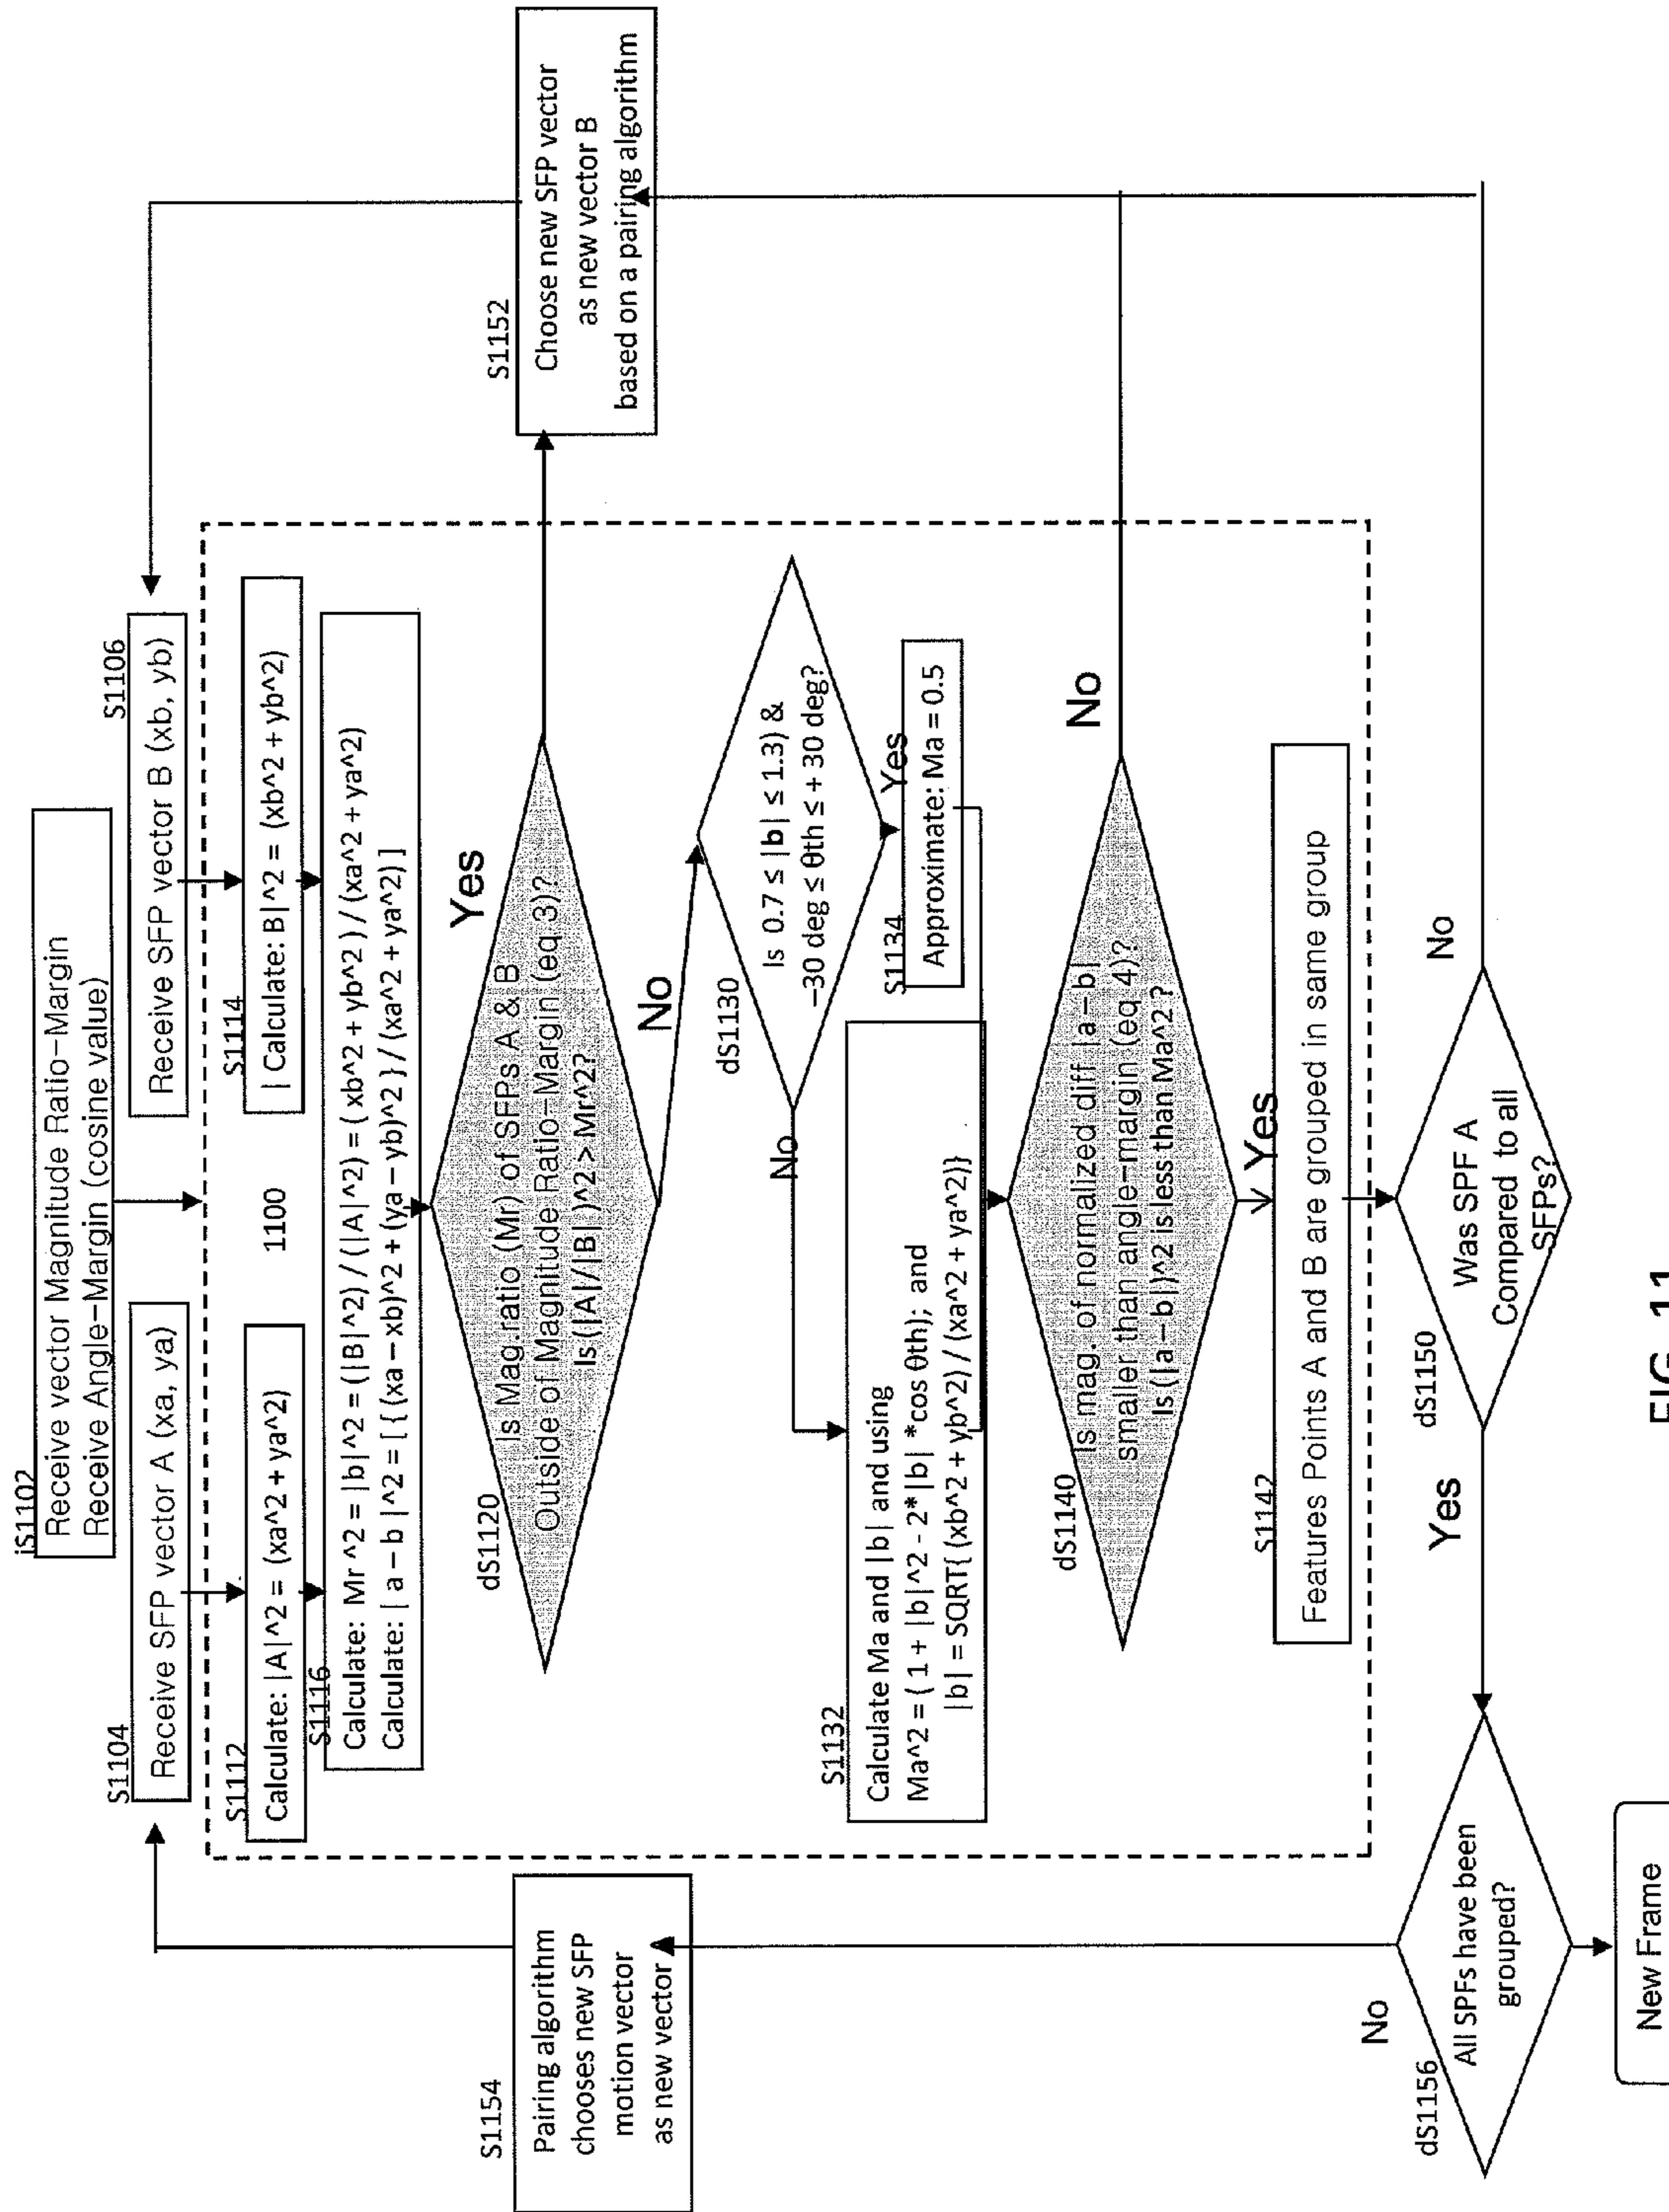 iS1102
Receive vector Magnitude Ratio-Margin
Receive Angle-Margin (cosine value)
S1104
Receive SFP vector A (xa, ya)
S1106
Receive SFP vector B (xb, yb)
1100
S1112
Calculate: |A|^2 = (xa^2 + ya^2)
S1114
| Calculate: B|^2 = (xb^2 + yb^2)
S1116
Calculate: Mr ^2 = |b|^2 = (|B|^2) / (|A|^2) = ( xb^2 + yb^2 ) / (xa^2 + ya^2)
Calculate: | a – b |^2 = [ { (xa – xb)^2 + (ya – yb)^2 } / (xa^2 + ya^2) ]
dS1120
Is Mag.ratio (Mr) of SFPs A & B
Outside of Magnitude Ratio-Margin (eq 3)?
Is (|A|/|B| )^2 > Mr^2?
Yes
No
S1152
Choose new SFP vector
as new vector B
based on a pairing algorithm
dS1130
Is 0.7 ≤ |b| ≤ 1.3) &
–30 deg ≤ θth ≤ + 30 deg?
No
Yes
S1134
Approximate: Ma = 0.5
S1132
Calculate Ma and |b| and using
Ma^2 = ( 1 + |b|^2 - 2*|b| *cos θth); and
|b| = SQRT{ (xb^2 + yb^2) / (xa^2 + ya^2)}
dS1140
Is mag. of normalized diff. |a-b|
smaller than angle-margin (eq 4)?
Is (|a – b|)^2 is less than Ma^2 ?
No
Yes
S1142
Features Points A and B are grouped in same group
dS1150
Was SPF A
Compared to all
SFPs?
No
Yes
S1154
Pairing algorithm
chooses new SFP
motion vector
as new vector
dS1156
All SPFs have been
grouped?
No
New Frame
FIG. 11